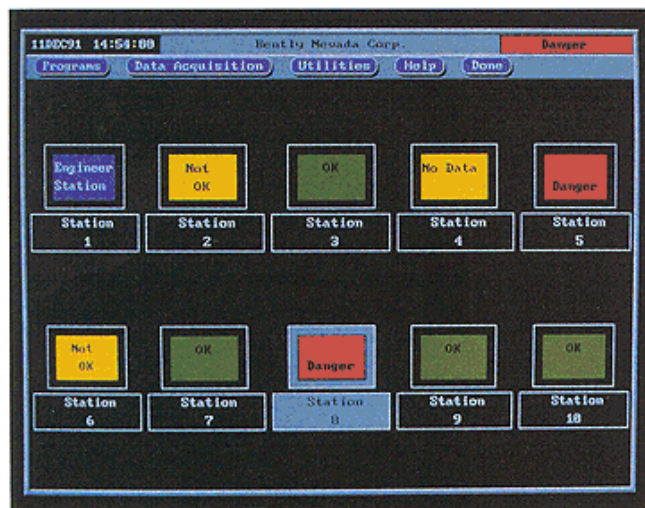 11DEC91 14:54:00 Bently Nevada Corp. Danger
Programs Data Acquisition Utilities Help Done
Engineer Station
Not OK
OK
No Data
Danger
Station 1
Station 2
Station 3
Station 4
Station 5
Not OK
OK
Danger
OK
OK
Station 6
Station 7
Station 8
Station 9
Station 10